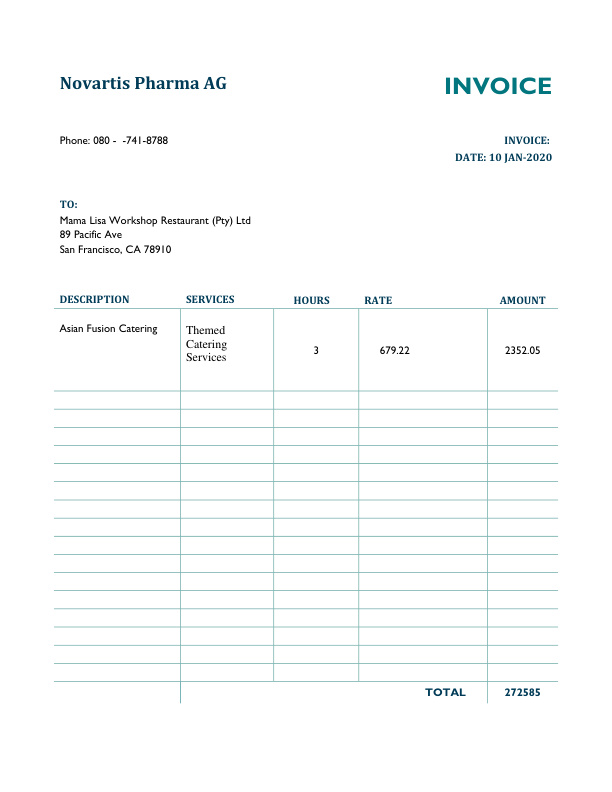 Novartis Pharma AG
INVOICE
Phone: 080 -  -741-8788
INVOICE:
DATE: 10 JAN-2020
TO:
Mama Lisa Workshop Restaurant (Pty) Ltd
89 Pacific Ave
San Francisco, CA 78910
DESCRIPTION SERVICES HOURS RATE AMOUNT
Asian Fusion Catering
Themed
Catering
Services
3 679.22 2352.05
TOTAL 272585